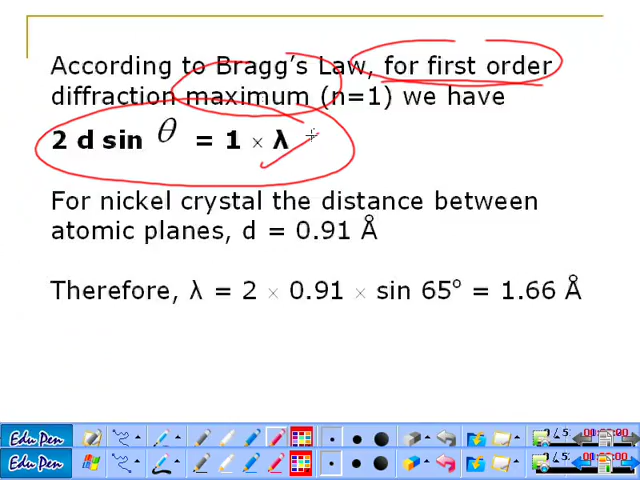 According to Bragg's Law, for first order
diffraction maximum (n=1) we have
2 d sin θ = 1 × λ
For nickel crystal the distance between
atomic planes, d = 0.91 Å
Therefore, λ = 2 × 0.91 × sin 65° = 1.66 Å
Edu Pen
Edu Pen